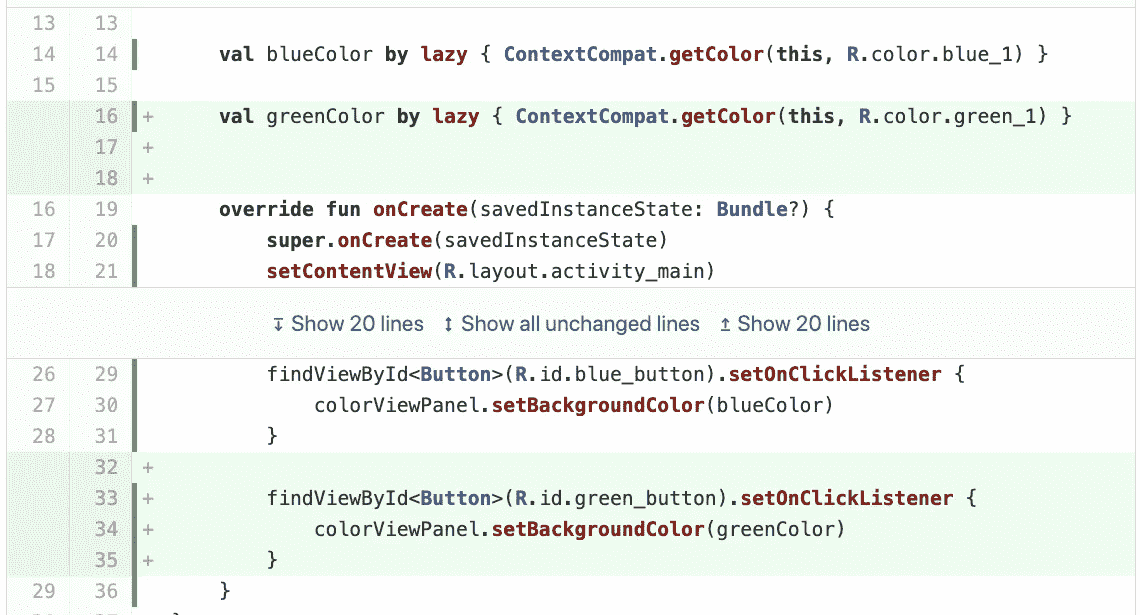 13 13
14 14 val blueColor by lazy { ContextCompat.getColor(this, R.color.blue_1) }
15 15
16 + val greenColor by lazy { ContextCompat.getColor(this, R.color.green_1) }
17 +
18 +
16 19 override fun onCreate(savedInstanceState: Bundle?) {
17 20 super.onCreate(savedInstanceState)
18 21 setContentView(R.layout.activity_main)
Show 20 lines Show all unchanged lines Show 20 lines
26 29 findViewById<Button>(R.id.blue_button).setOnClickListener {
27 30 colorViewPanel.setBackgroundColor(blueColor)
28 31 }
32 +
33 + findViewById<Button>(R.id.green_button).setOnClickListener {
34 + colorViewPanel.setBackgroundColor(greenColor)
35 + }
29 36 }